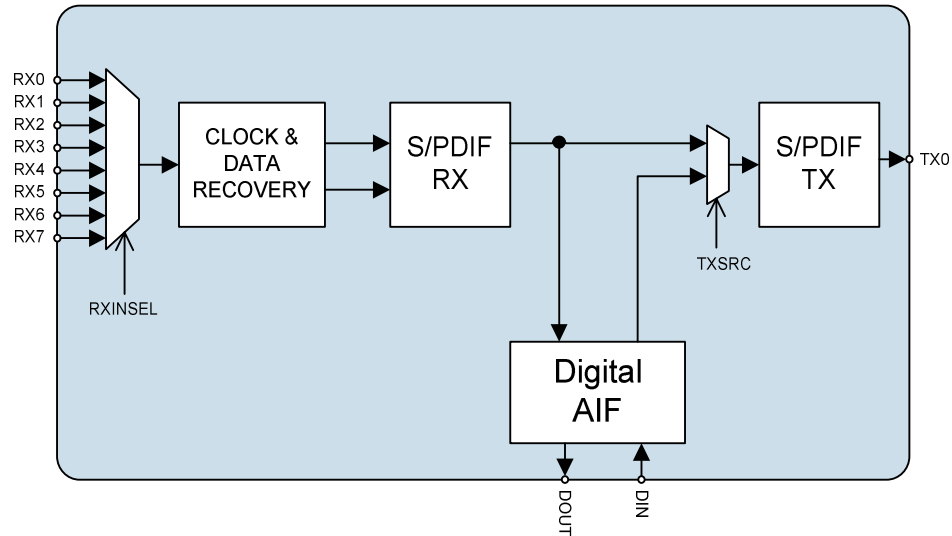 RX0
RX1
RX2
RX3
RX4
RX5
RX6
RX7
RXINSEL
CLOCK &
DATA
RECOVERY
S/PDIF
RX
TXSRC
S/PDIF
TX
TX0
Digital
AIF
DOUT
DIN